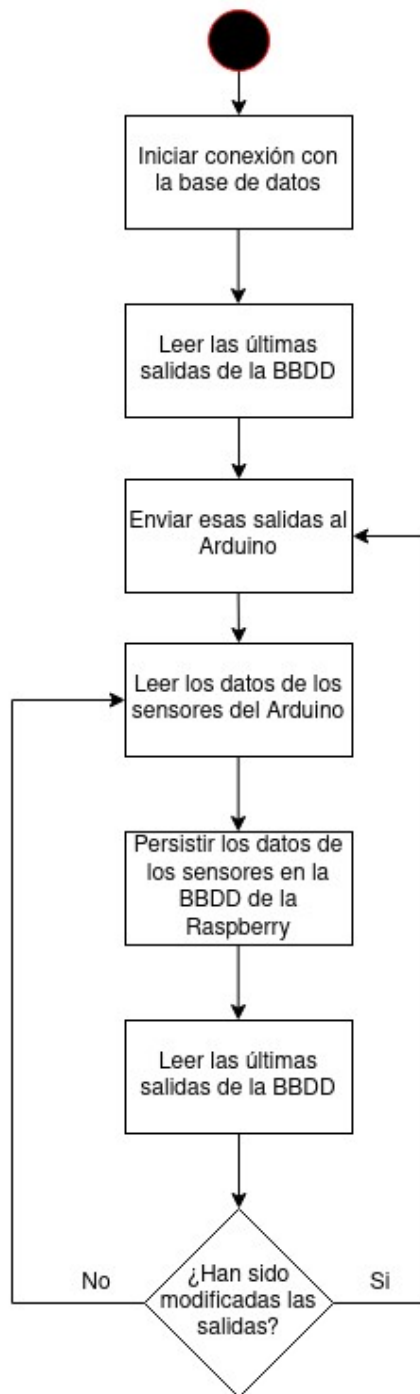 Iniciar conexión con
la base de datos
Leer las últimas
salidas de la BBDD
Enviar esas salidas al
Arduino
Leer los datos de los
sensores del Arduino
Persistir los datos de
los sensores en la
BBDD de la
Raspberry
Leer las últimas
salidas de la BBDD
¿Han sido
modificadas las
salidas?
No
Si